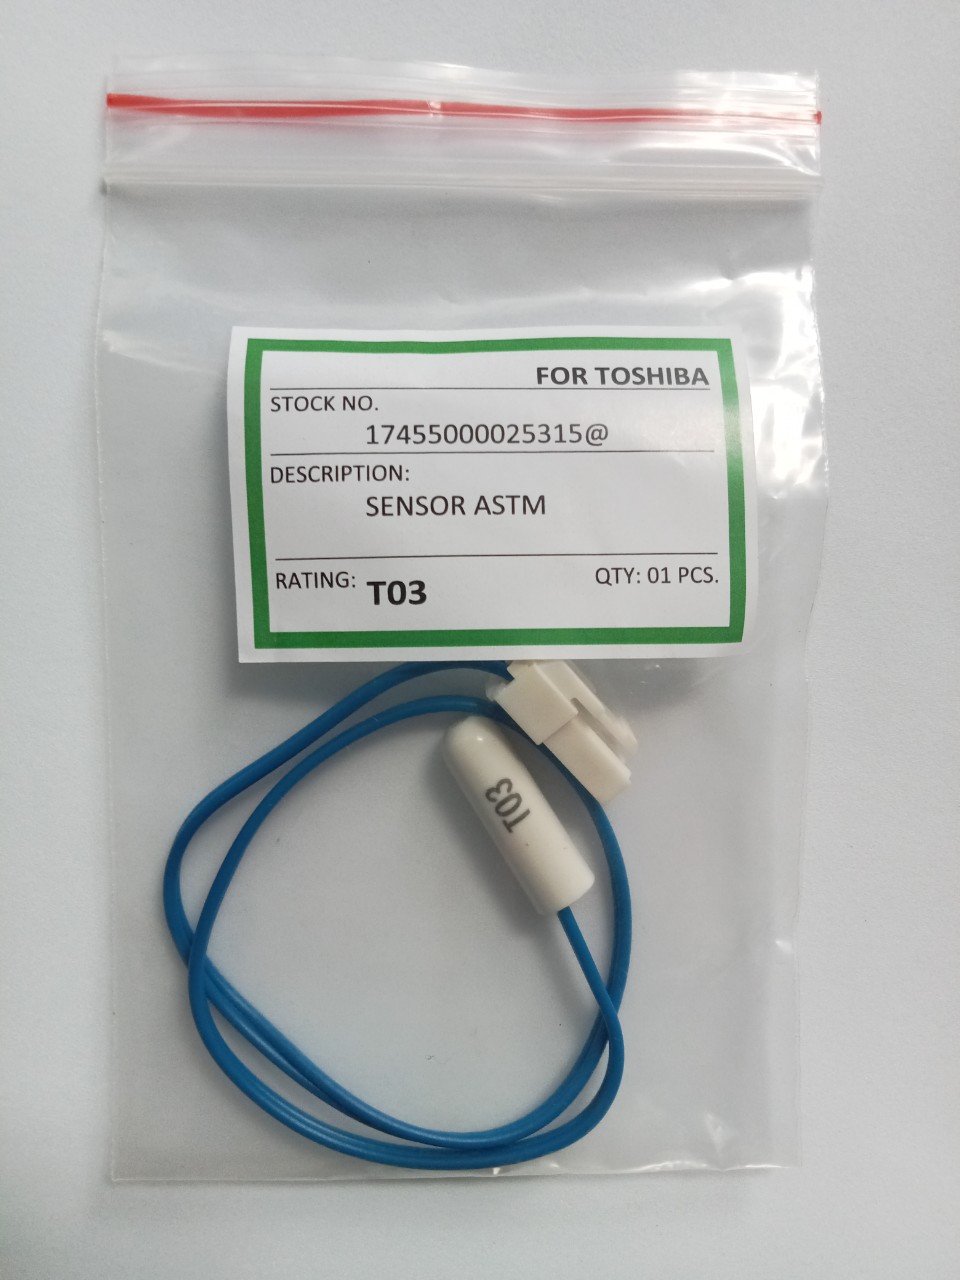 FOR TOSHIBA
STOCK NO.
17455000025315@
DESCRIPTION:
SENSOR ASTM
RATING: T03 QTY: 01 PCS.
T03